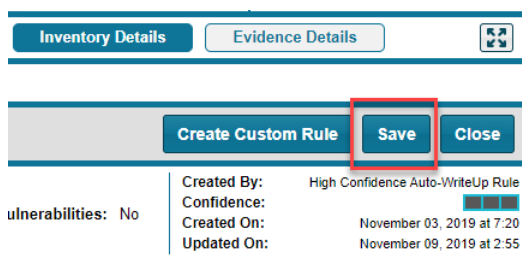 Inventory Details Evidence Details
Create Custom Rule Save Close
Created By: High Confidence Auto-WriteUp Rule
Confidence:
ulnerabilities: No
Created On: November 03, 2019 at 7:20
Updated On: November 09, 2019 at 2:55